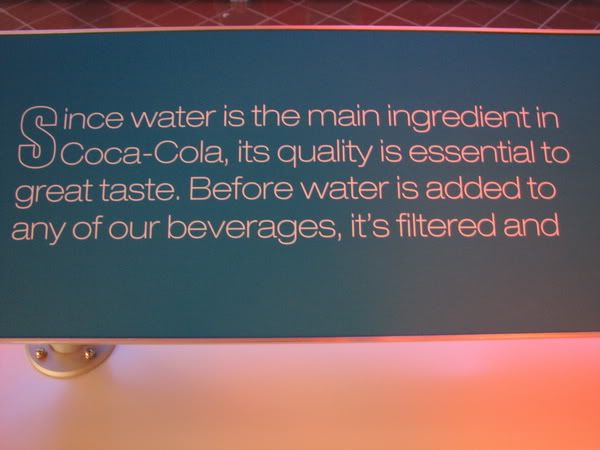 Since water is the main ingredient in
Coca-Cola, its quality is essential to
great taste. Before water is added to
any of our beverages, it's filtered and